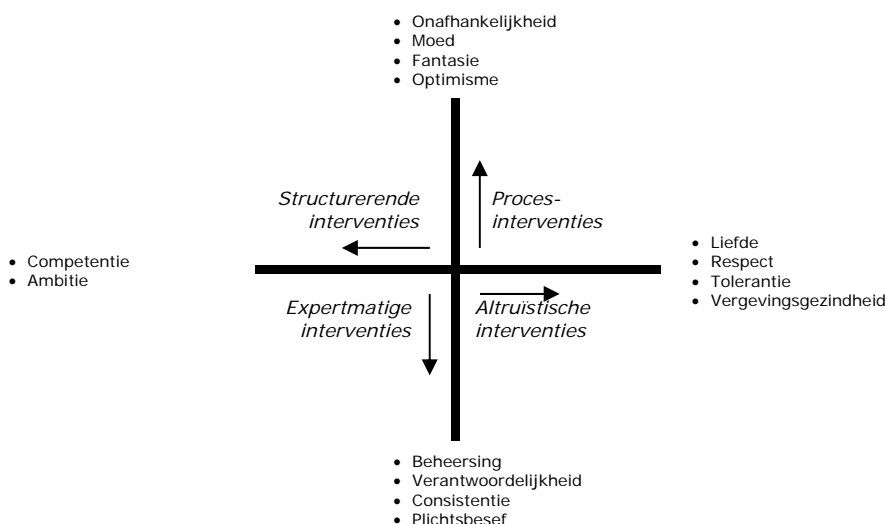 • Onafhankelijkheid
• Moed
• Fantasie
• Optimisme
Structurerende
interventies
Proces-
interventies
• Competentie
• Ambitie
• Liefde
• Respect
• Tolerantie
• Vergevingsgezindheid
Expertmatige
interventies
Altruïstische
interventies
• Beheersing
• Verantwoordelijkheid
• Consistentie
• Plichtsbesef